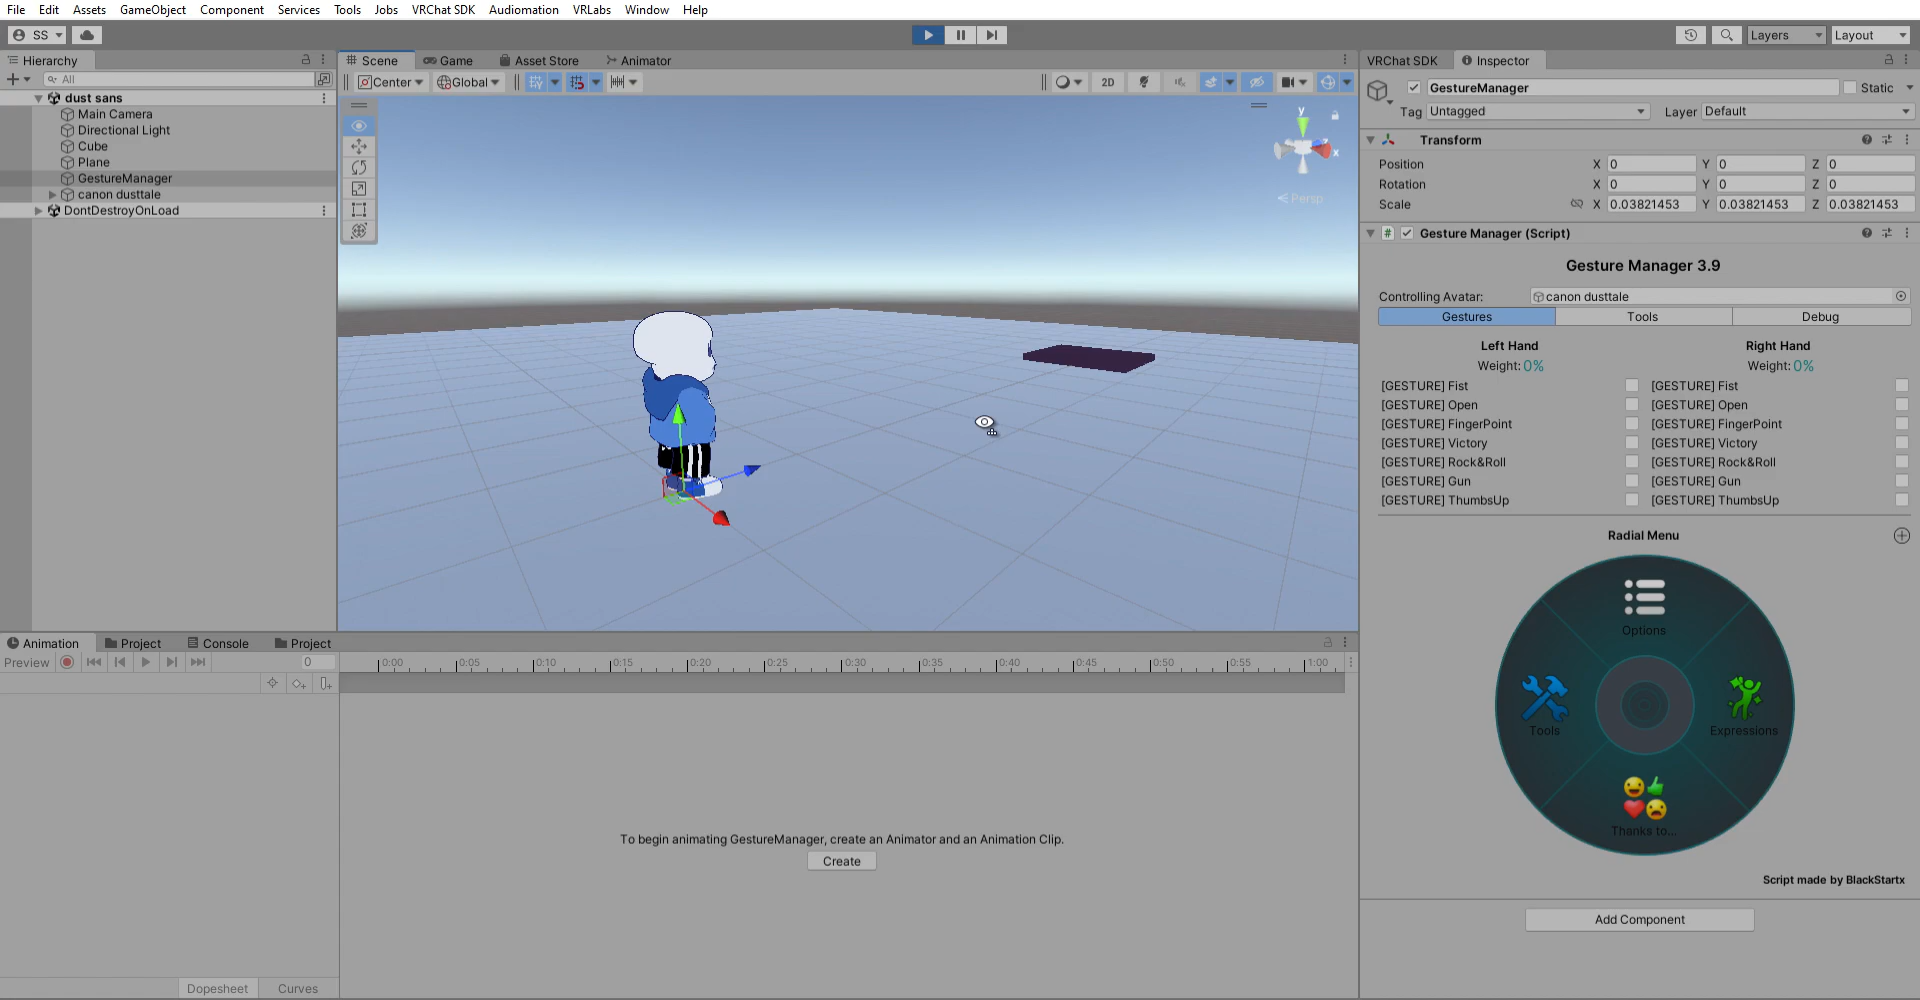 File Edit Assets GameObject Component Services Tools Jobs VRChat SDK Audiomation VRLabs Window Help
SS Layers Layout
Hierarchy
All
dust sans
Main Camera
Directional Light
Cube
Plane
GestureManager
canon dusttale
DontDestroyOnLoad
Scene Game Asset Store Animator
Center Global 2D
y
x
Persp
VRChat SDK Inspector
GestureManager Static
Tag Untagged Layer Default
Transform
Position X 0 Y 0 Z 0
Rotation X 0 Y 0 Z 0
Scale X 0.03821453 Y 0.03821453 Z 0.03821453
# Gesture Manager (Script)
Gesture Manager 3.9
Controlling Avatar: canon dusttale
Gestures Tools Debug
Left Hand Right Hand
Weight: 0% Weight: 0%
[GESTURE] Fist [GESTURE] Fist
[GESTURE] Open [GESTURE] Open
[GESTURE] FingerPoint [GESTURE] FingerPoint
[GESTURE] Victory [GESTURE] Victory
[GESTURE] Rock&Roll [GESTURE] Rock&Roll
[GESTURE] Gun [GESTURE] Gun
[GESTURE] ThumbsUp [GESTURE] ThumbsUp
Radial Menu
Options
Tools Expressions
Thanks to...
Script made by BlackStartx
Add Component
Animation Project Console Project
Preview 0 0:00 0:05 0:10 0:15 0:20 0:25 0:30 0:35 0:40 0:45 0:50 0:55 1:00
To begin animating GestureManager, create an Animator and an Animation Clip.
Create
Dopesheet Curves